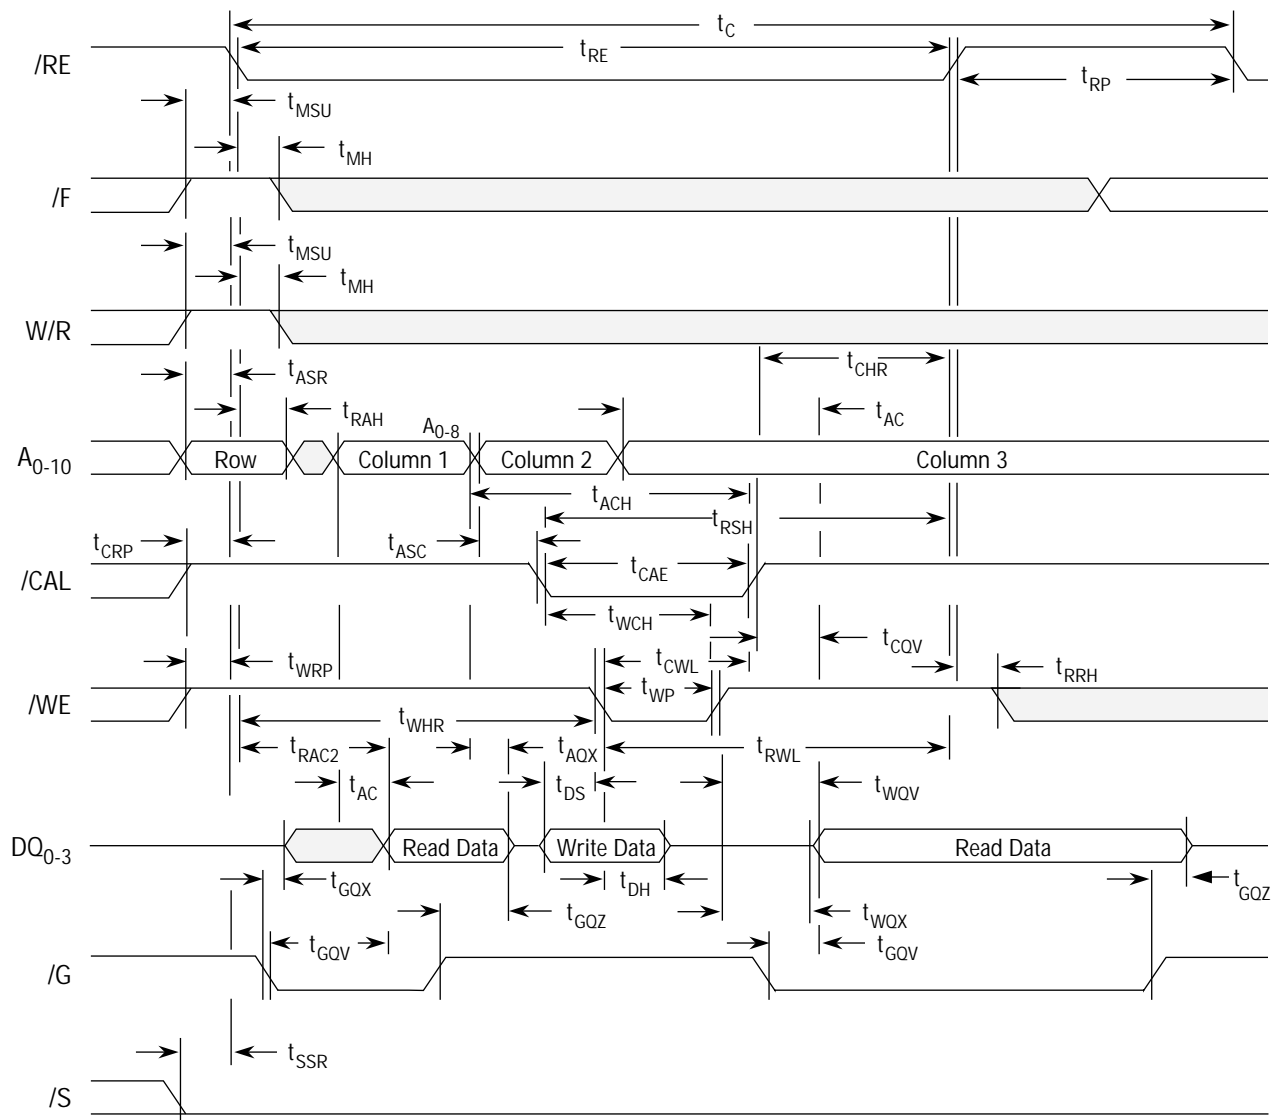 tC
/RE
tRE
tRP
tMSU
tMH
/F
tMSU
tMH
W/R
tCHR
tASR
tRAH
tAC
A0-8
A0-10
Row
Column 1
Column 2
Column 3
tACH
tRSH
tCRP
tASC
/CAL
tCAE
tWCH
tCQV
tWRP
tCWL
tRRH
/WE
tWP
tWHR
tRAC2
tAQX
tRWL
tAC
tDS
tWQV
DQ0-3
Read Data
Write Data
Read Data
tGQX
tDH
tGQZ
tGQZ
tWQX
tGQV
tGQV
/G
tSSR
/S